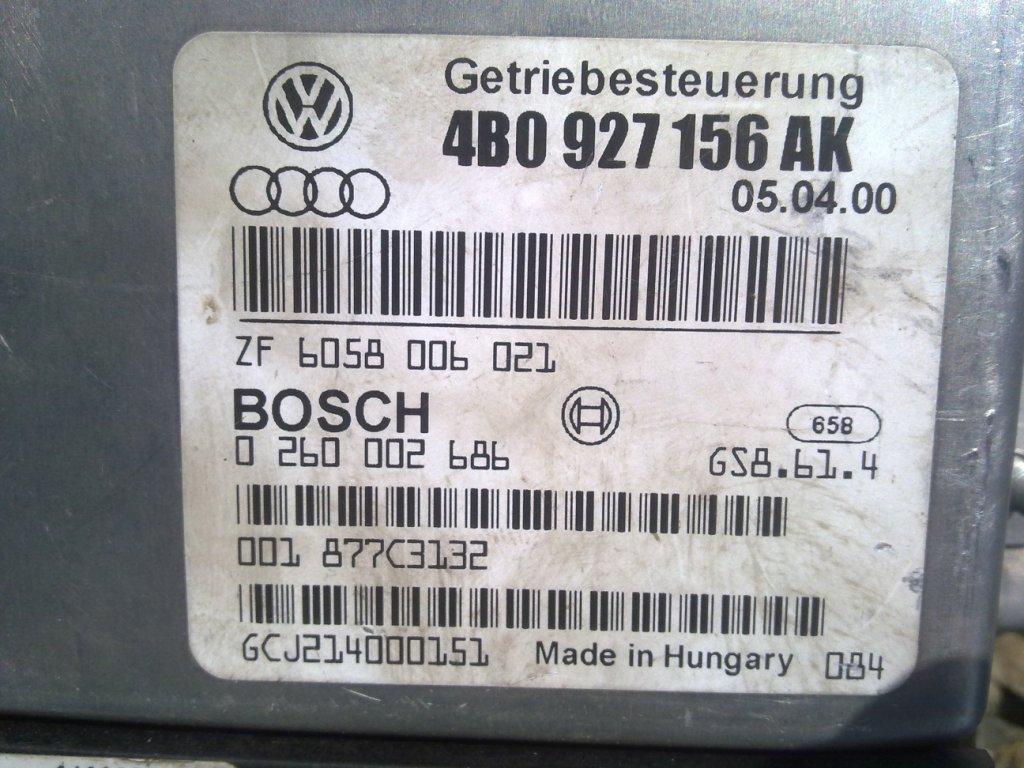 Getriebesteuerung
4B0 927 156 AK
05.04.00
ZF 6058 006 021
BOSCH
658
0 260 002 686 GS8.61.4
001 877C3132
GCJ214000151 Made in Hungary 084